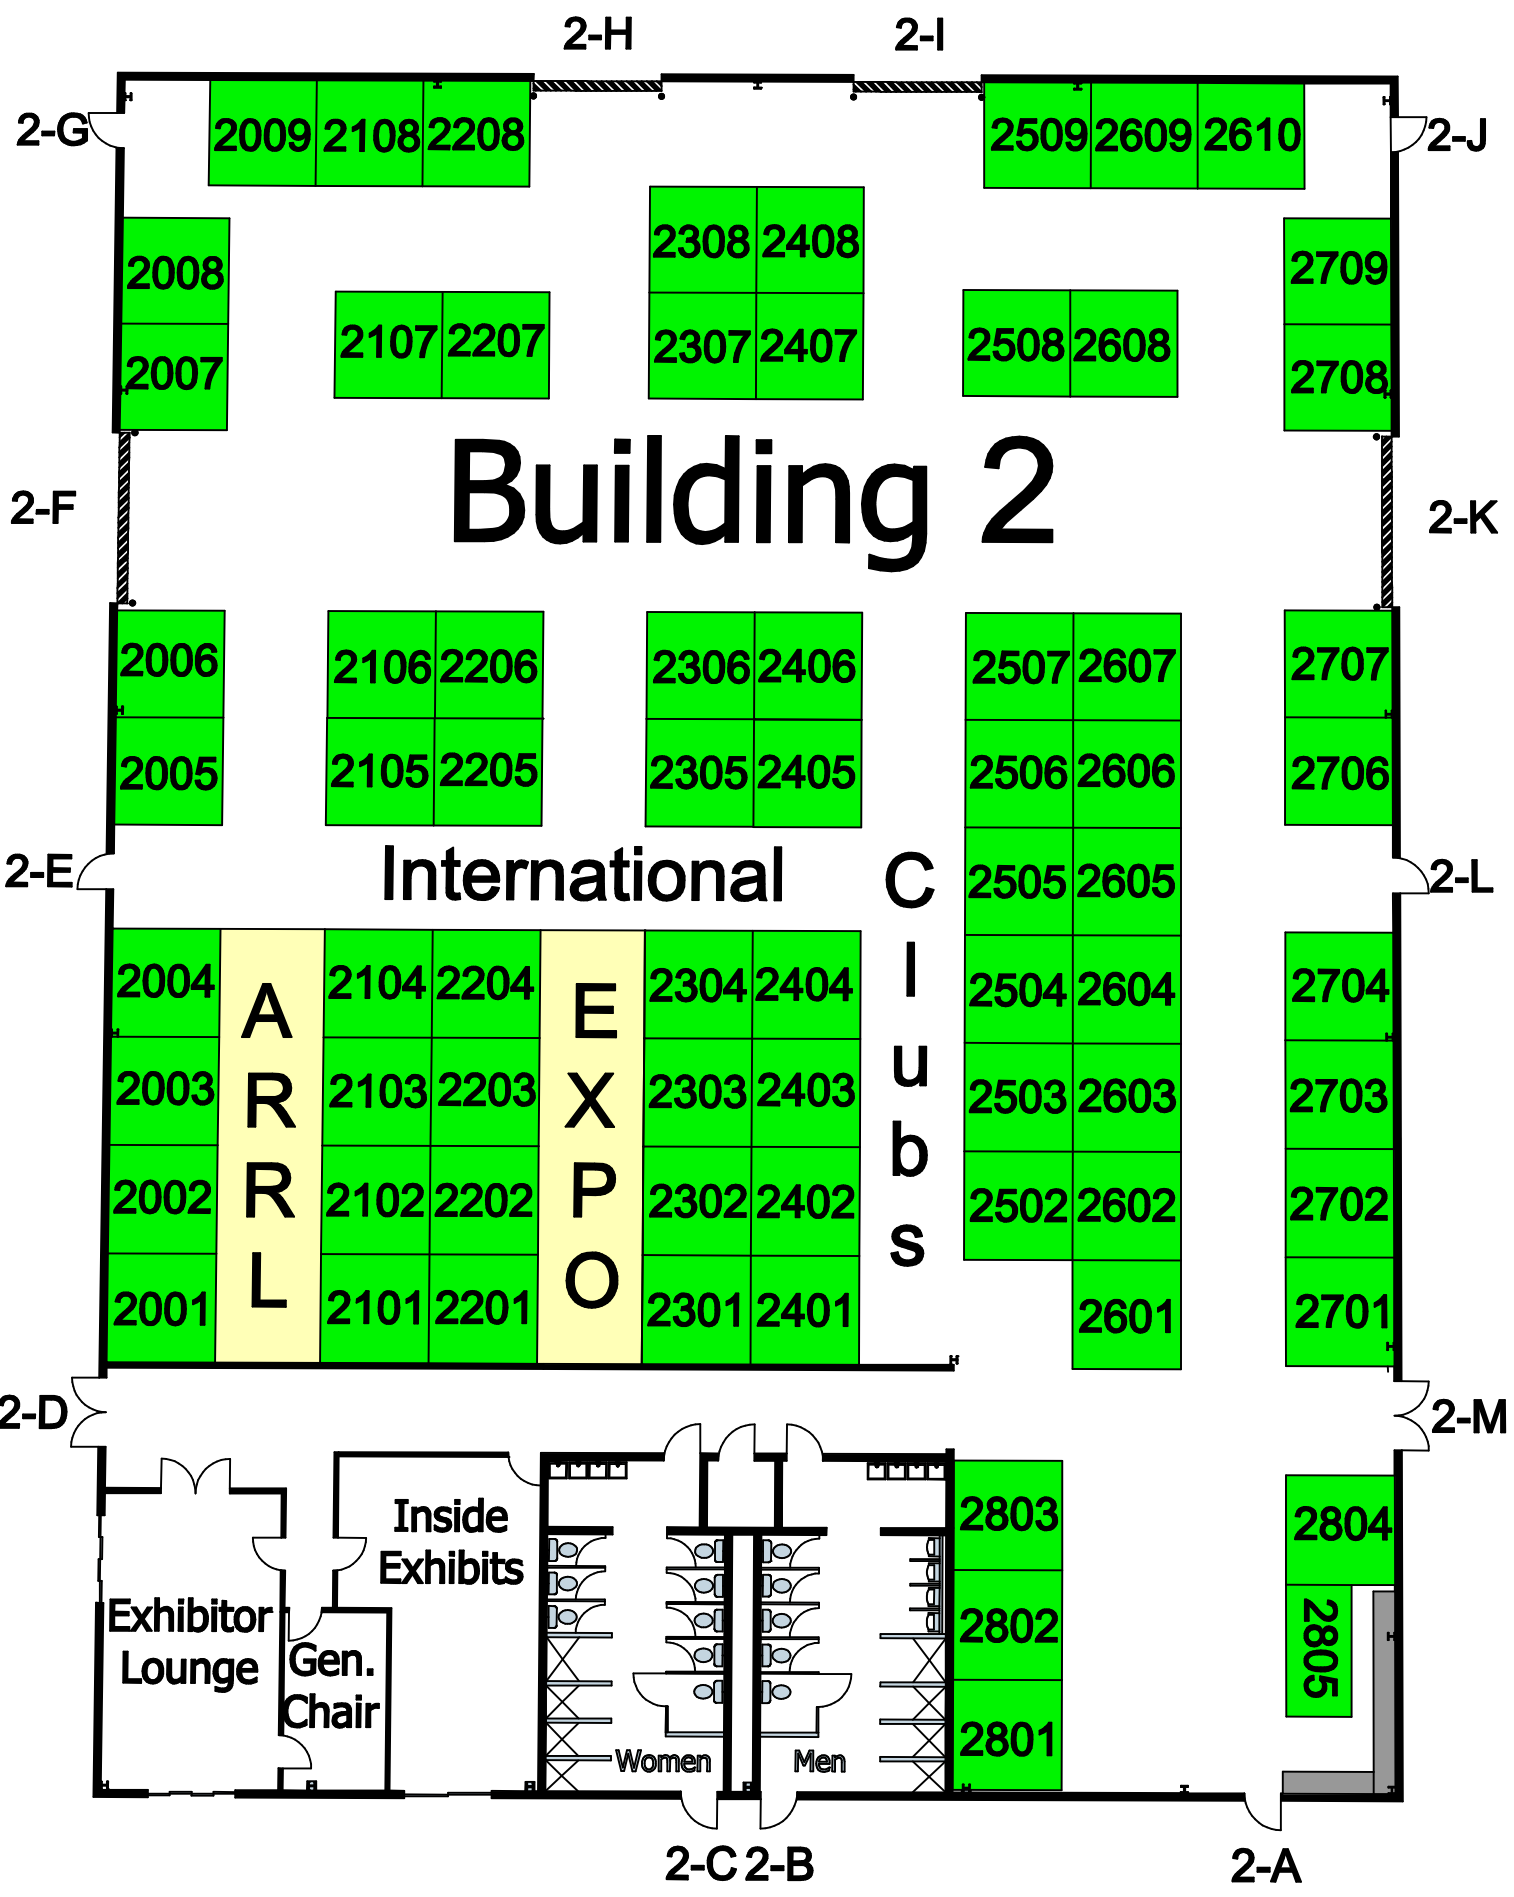 2-H 2-I
2-G 2009 2108 2208 2509 2609 2610 2-J
2308 2408
2008 2709
2107 2207 2307 2407 2508 2608
2007 2708
Building 2
2-F 2-K
2006 2106 2206 2306 2406 2507 2607 2707
2005 2105 2205 2305 2405 2506 2606 2706
2-E International 2505 2605 2-L
Clubs
2004 2104 2204 2304 2404 2504 2604 2704
ARRL
EXPO
2003 2103 2203 2303 2403 2503 2603 2703
2002 2102 2202 2302 2402 2502 2602 2702
2001 2101 2201 2301 2401 2601 2701
2-D 2-M
2803 2804
Inside
Exhibits
Exhibitor
Lounge
2802 2805
Gen.
Chair
2801
Women Men
2-C 2-B 2-A